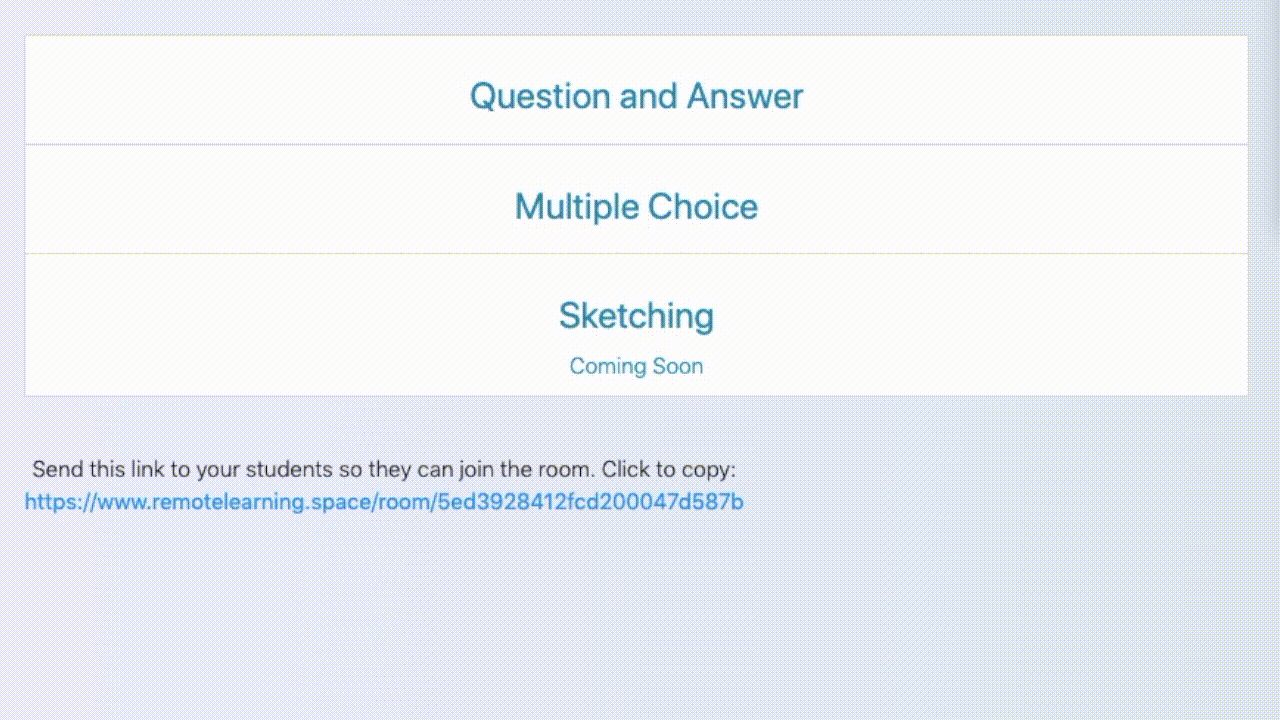 Question and Answer
Multiple Choice
Sketching
Coming Soon
Send this link to your students so they can join the room. Click to copy:
https://www.remotelearning.space/room/5ed3928412fcd200047d587b